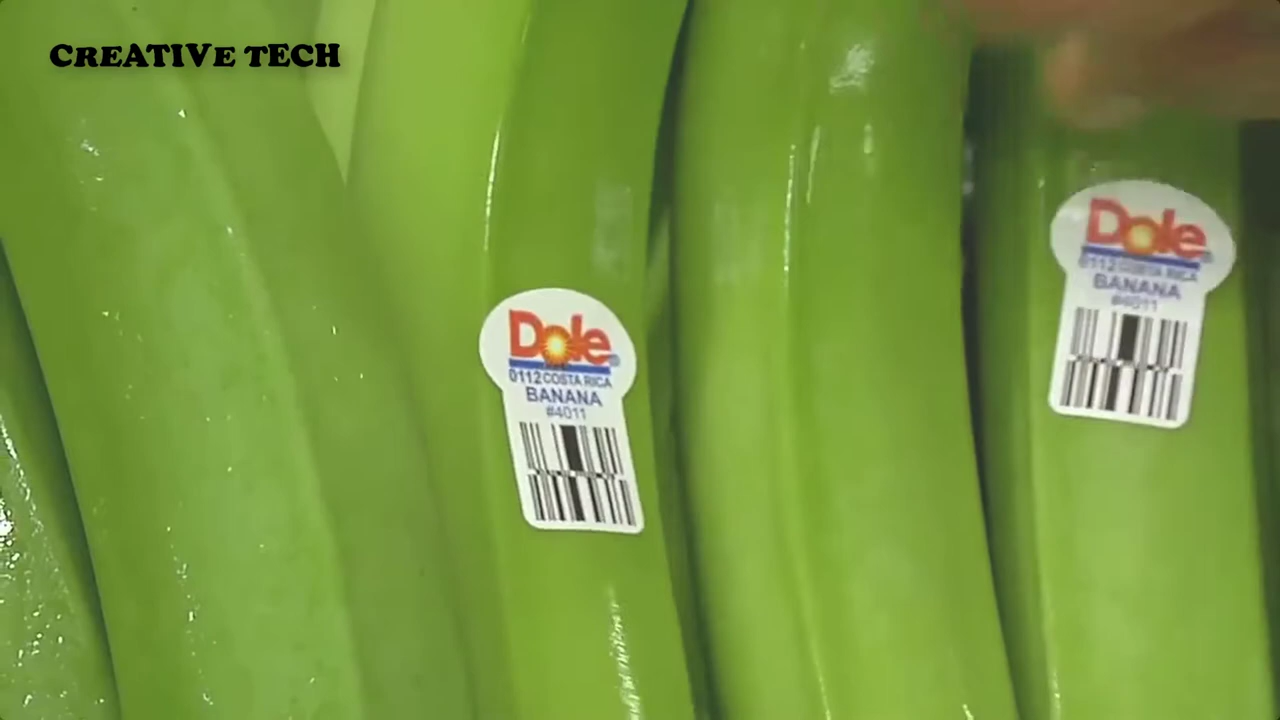 CREATIVE TECH
Dole®
0112 COSTA RICA
BANANA
#4011
Dole®
0112 COSTA RICA
BANANA
#4011